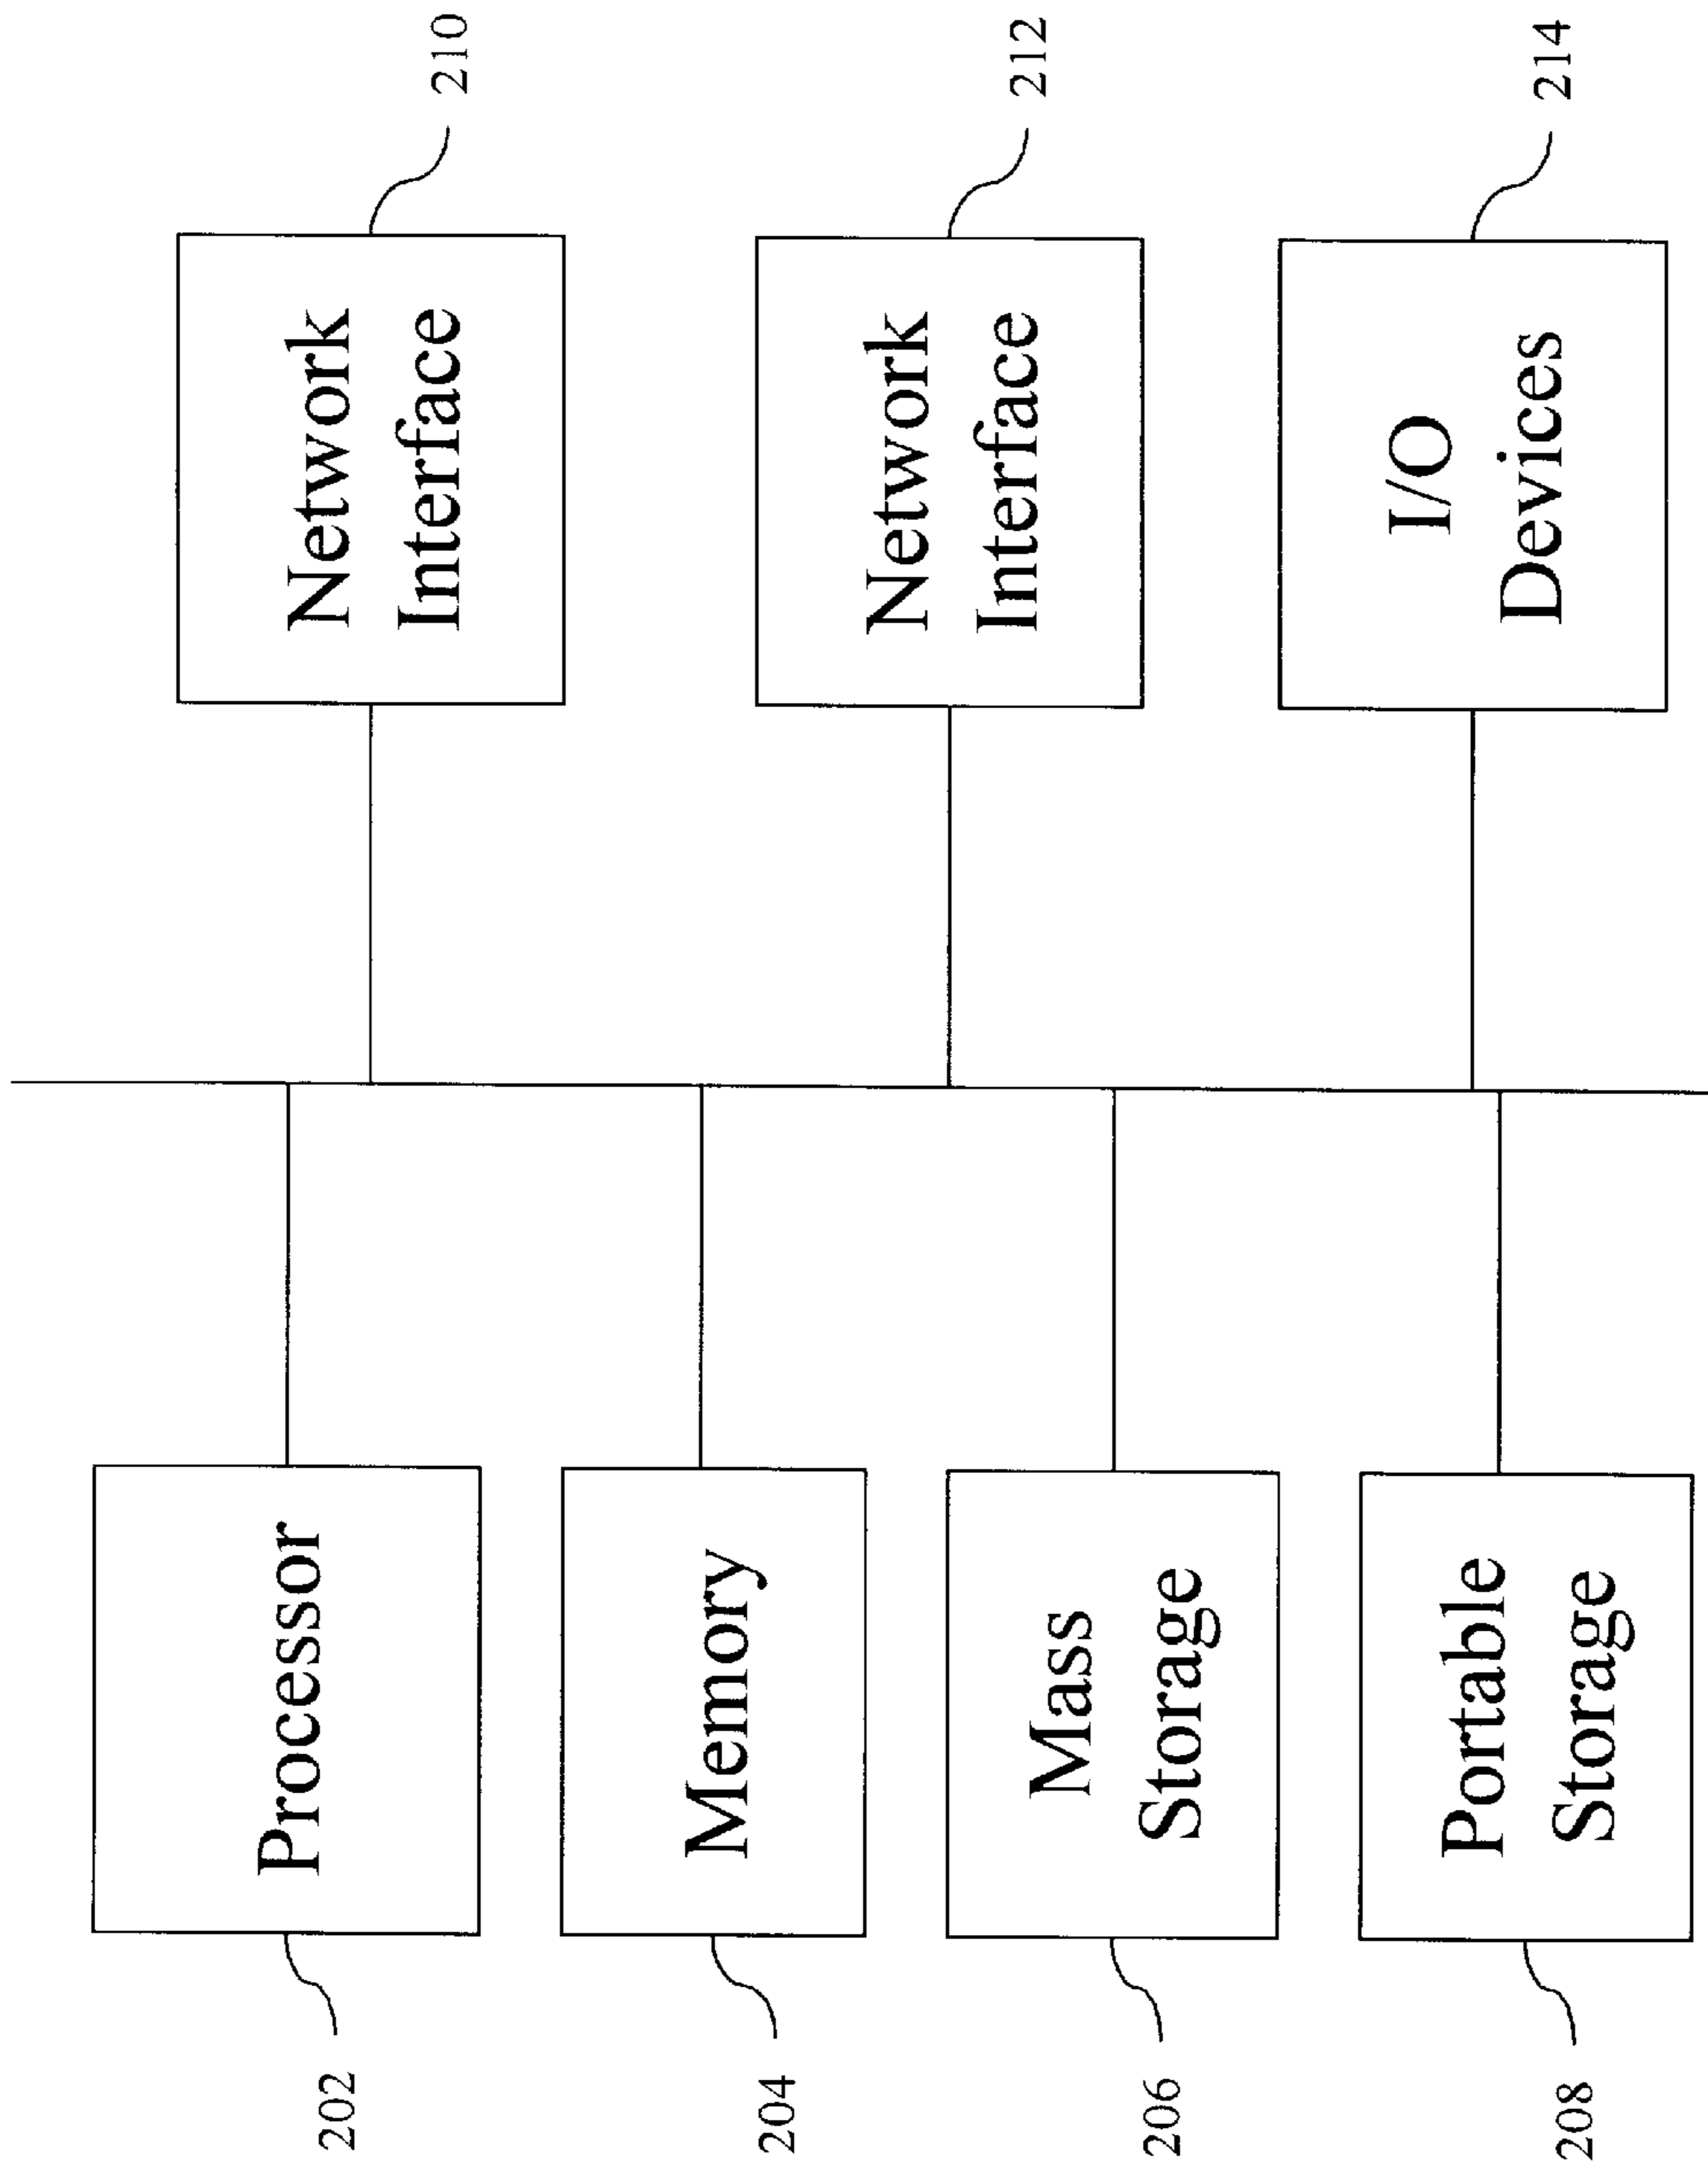 202
Processor
204
Memory
206
Mass
Storage
208
Portable
Storage
Network
Interface
210
Network
Interface
212
I/O
Devices
214